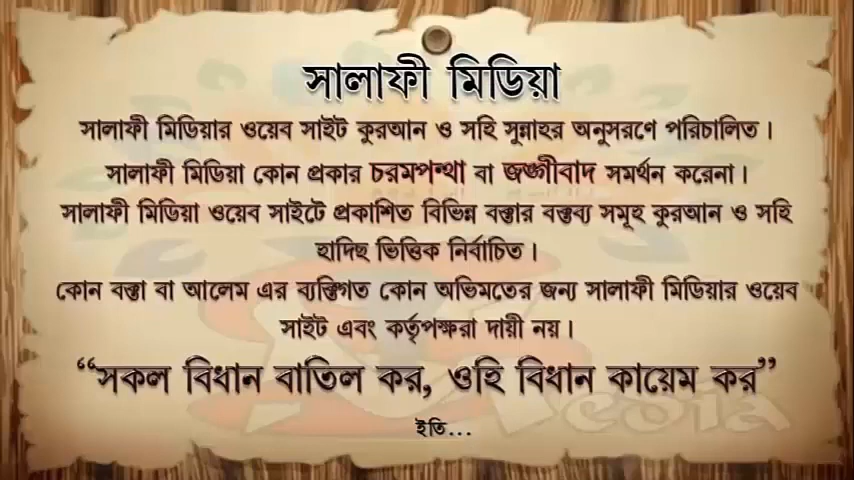 সালাফী মিডিয়া
সালাফী মিডিয়ার ওয়েব সাইট কুরআন ও সহি সুন্নাহর অনুসরণে পরিচালিত।
সালাফী মিডিয়া কোন প্রকার চরমপন্থা বা জঙ্গীবাদ সমর্থন করেনা।
সালাফী মিডিয়া ওয়েব সাইটে প্রকাশিত বিভিন্ন বক্তার বক্তব্য সমূহ কুরআন ও সহি
হাদিছ ভিত্তিক নির্বাচিত।
কোন বক্তা বা আলেম এর ব্যক্তিগত কোন অভিমতের জন্য সালাফী মিডিয়ার ওয়েব
সাইট এবং কর্তৃপক্ষরা দায়ী নয়।
“সকল বিধান বাতিল কর, ওহি বিধান কায়েম কর”
ইতি...